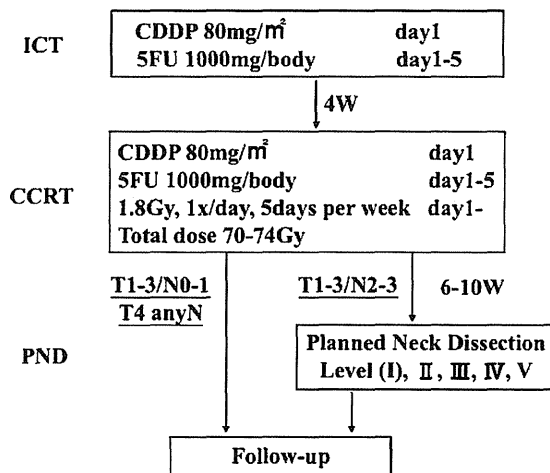 ICT
CDDP 80mg/㎡ day1
5FU 1000mg/body day1-5
4W
CCRT
CDDP 80mg/㎡ day1
5FU 1000mg/body day1-5
1.8Gy, 1x/day, 5days per week day1-
Total dose 70-74Gy
T1-3/N0-1
T4 anyN
T1-3/N2-3
6-10W
PND
Planned Neck Dissection
Level (I), Ⅱ, Ⅲ, Ⅳ, V
Follow-up